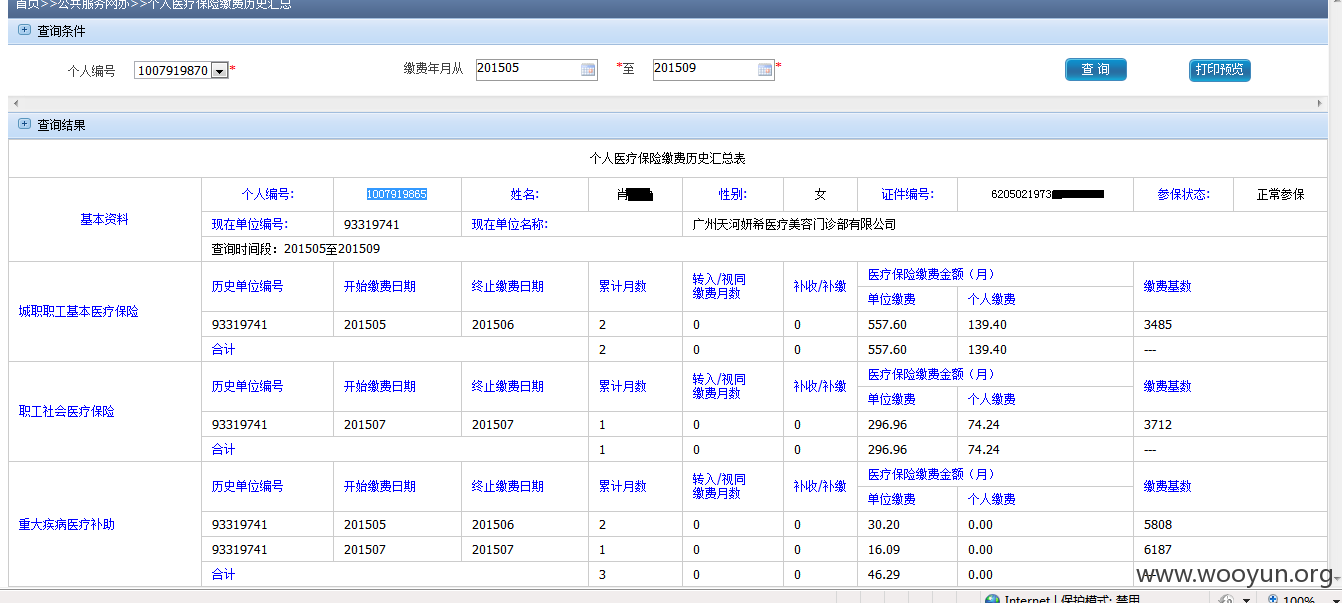 首页>>公共服务网办>>个人医疗保险缴费历史汇总
查询条件
个人编号 1007919870 * 缴费年月从 201505 *至 201509 * 查 询 打印预览
查询结果
个人医疗保险缴费历史汇总表
基本资料
个人编号: 1007919865 姓名: 肖 性别: 女 证件编号: 6205021973 参保状态: 正常参保
现在单位编号: 93319741 现在单位名称: 广州天河妍希医疗美容门诊部有限公司
查询时间段: 201505至201509
城职职工基本医疗保险
历史单位编号 开始缴费日期 终止缴费日期 累计月数 转入/视同缴费月数 补收/补缴 医疗保险缴费金额（月） 缴费基数
单位缴费 个人缴费
93319741 201505 201506 2 0 0 557.60 139.40 3485
合计 2 0 0 557.60 139.40 ---
职工社会医疗保险
历史单位编号 开始缴费日期 终止缴费日期 累计月数 转入/视同缴费月数 补收/补缴 医疗保险缴费金额（月） 缴费基数
单位缴费 个人缴费
93319741 201507 201507 1 0 0 296.96 74.24 3712
合计 1 0 0 296.96 74.24 ---
重大疾病医疗补助
历史单位编号 开始缴费日期 终止缴费日期 累计月数 转入/视同缴费月数 补收/补缴 医疗保险缴费金额（月） 缴费基数
单位缴费 个人缴费
93319741 201505 201506 2 0 0 30.20 0.00 5808
93319741 201507 201507 1 0 0 16.09 0.00 6187
合计 3 0 0 46.29 0.00
www.wooyun.org
Internet | 保护模式: 禁用 100%